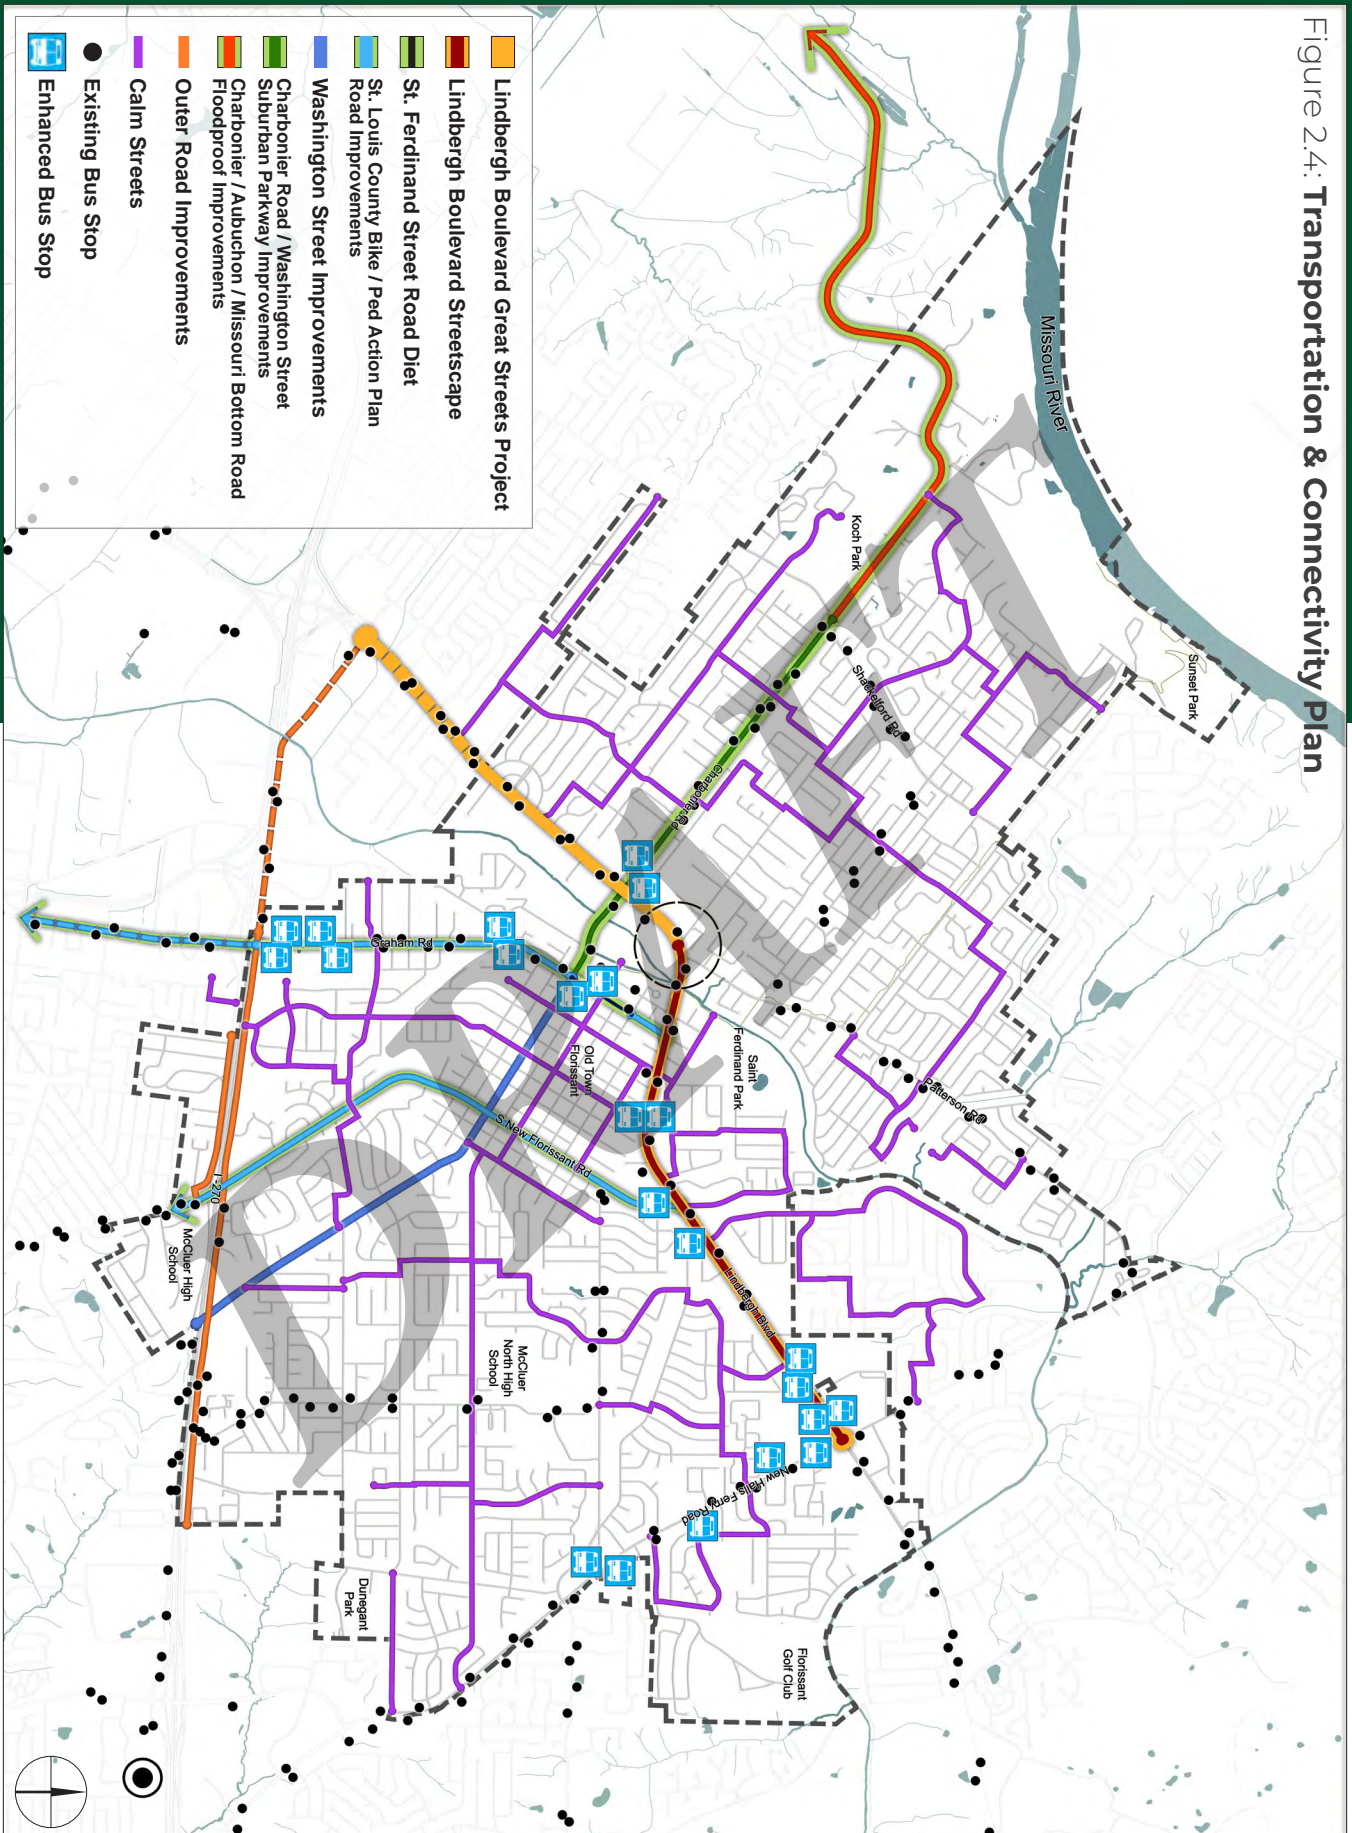 Figure 2.4: Transportation & Connectivity Plan
Missouri River
Sunset Park
Koch Park
Shackelford Rd
Charbonier Rd
Saint
Ferdinand Park
Patterson Rd
Graham Rd
Old Town
Florissant
S New Florissant Rd
Lindbergh Blvd
I-270
McCluer High
School
McCluer
North High
School
New Halls Ferry Road
Dunegant
Park
Florissant
Golf Club
DRAFT
Lindbergh Boulevard Great Streets Project
Lindbergh Boulevard Streetscape
St. Ferdinand Street Road Diet
St. Louis County Bike / Ped Action Plan
Road Improvements
Washington Street Improvements
Charbonier Road / Washington Street
Suburban Parkway Improvements
Charbonier / Aubuchon / Missouri Bottom Road
Floodproof Improvements
Outer Road Improvements
Calm Streets
Existing Bus Stop
Enhanced Bus Stop